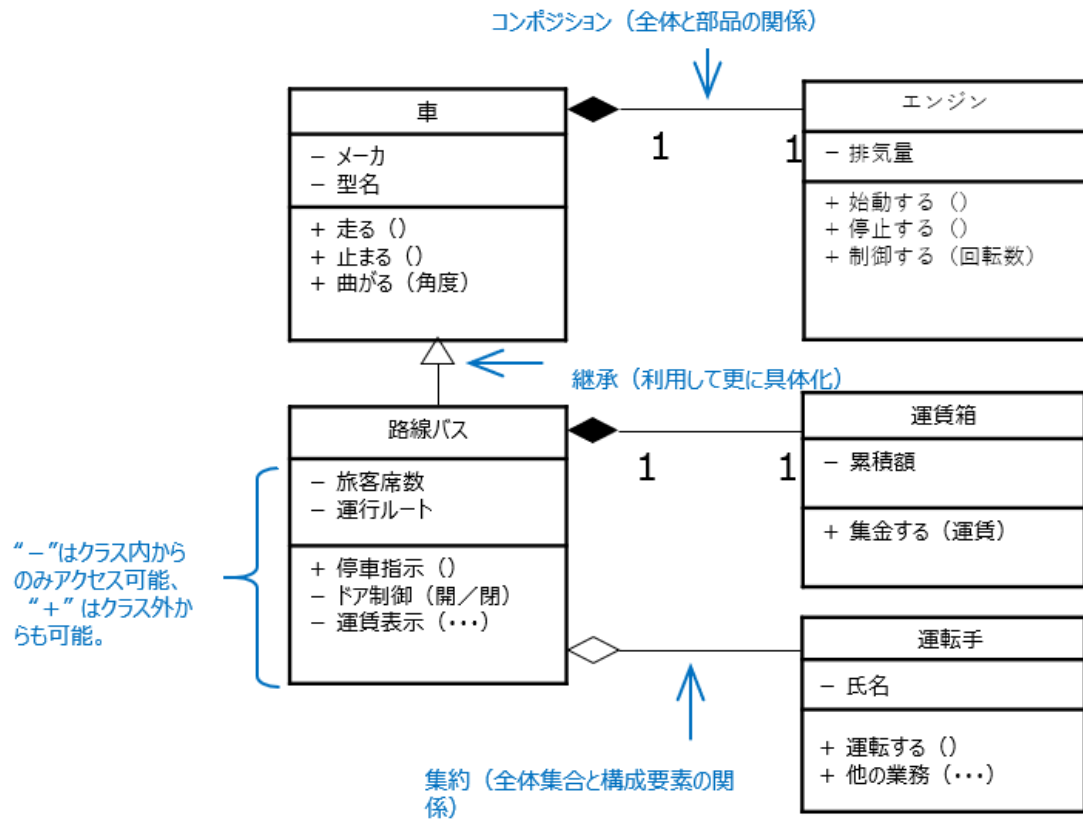 コンポジション（全体と部品の関係）
車
− メーカ
− 型名
+ 走る（）
+ 止まる（）
+ 曲がる（角度）
1
1
エンジン
− 排気量
+ 始動する（）
+ 停止する（）
+ 制御する（回転数）
継承（利用して更に具体化）
路線バス
− 旅客席数
− 運行ルート
+ 停車指示（）
− ドア制御（開／閉）
− 運賃表示（･･･）
1
1
運賃箱
− 累積額
+ 集金する（運賃）
“－”はクラス内から
のみアクセス可能、
“＋” はクラス外か
らも可能。
運転手
− 氏名
+ 運転する（）
+ 他の業務（･･･）
集約（全体集合と構成要素の関
係）